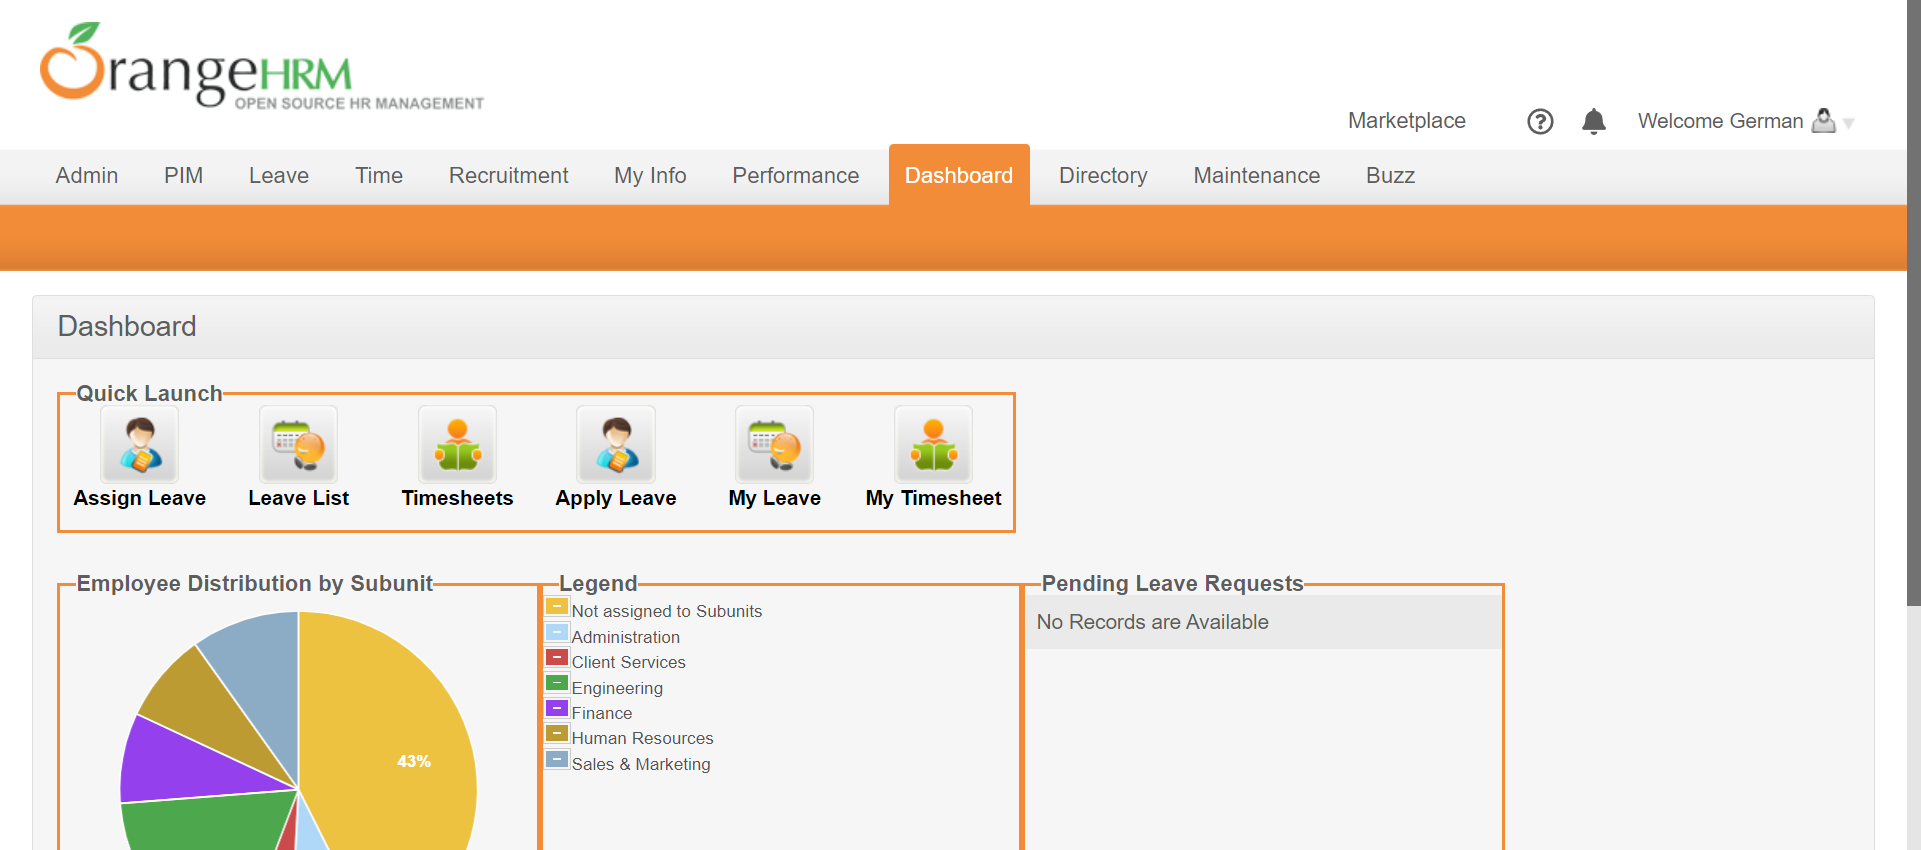 OrangeHRM
OPEN SOURCE HR MANAGEMENT
Marketplace ? Welcome German
Admin PIM Leave Time Recruitment My Info Performance Dashboard Directory Maintenance Buzz
Dashboard
Quick Launch
Assign Leave Leave List Timesheets Apply Leave My Leave My Timesheet
Employee Distribution by Subunit
43%
Legend
Not assigned to Subunits
Administration
Client Services
Engineering
Finance
Human Resources
Sales & Marketing
Pending Leave Requests
No Records are Available